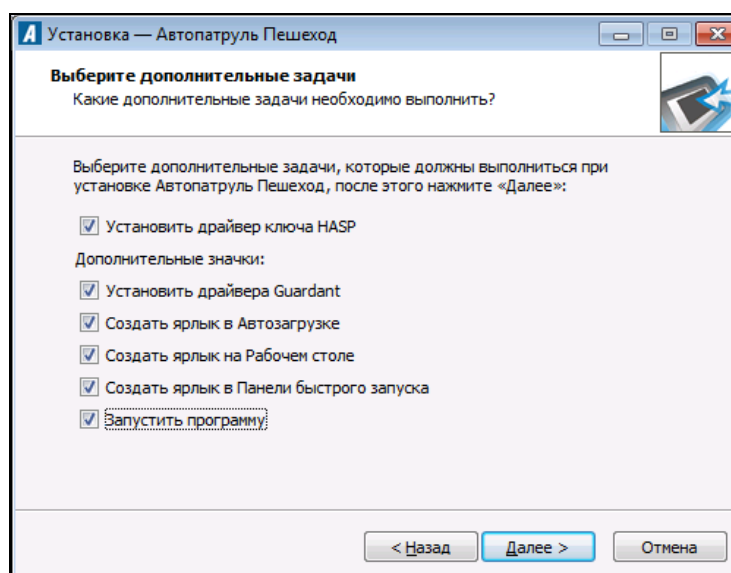 Установка — Автопатруль Пешеход
Выберите дополнительные задачи
Какие дополнительные задачи необходимо выполнить?
Выберите дополнительные задачи, которые должны выполниться при
установке Автопатруль Пешеход, после этого нажмите «Далее»:
Установить драйвер ключа HASP
Дополнительные значки:
Установить драйвера Guardant
Создать ярлык в Автозагрузке
Создать ярлык на Рабочем столе
Создать ярлык в Панели быстрого запуска
Запустить программу
< Назад Далее > Отмена